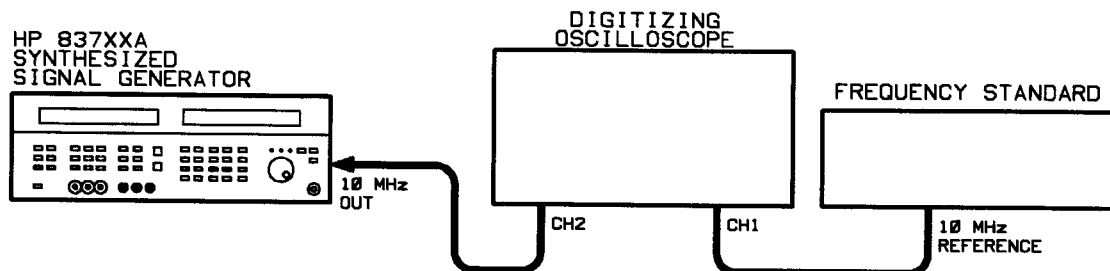 HP 837XXA
SYNTHESIZED
SIGNAL GENERATOR
DIGITIZING
OSCILLOSCOPE
FREQUENCY STANDARD
10 MHz
OUT
CH2
CH1
10 MHz
REFERENCE